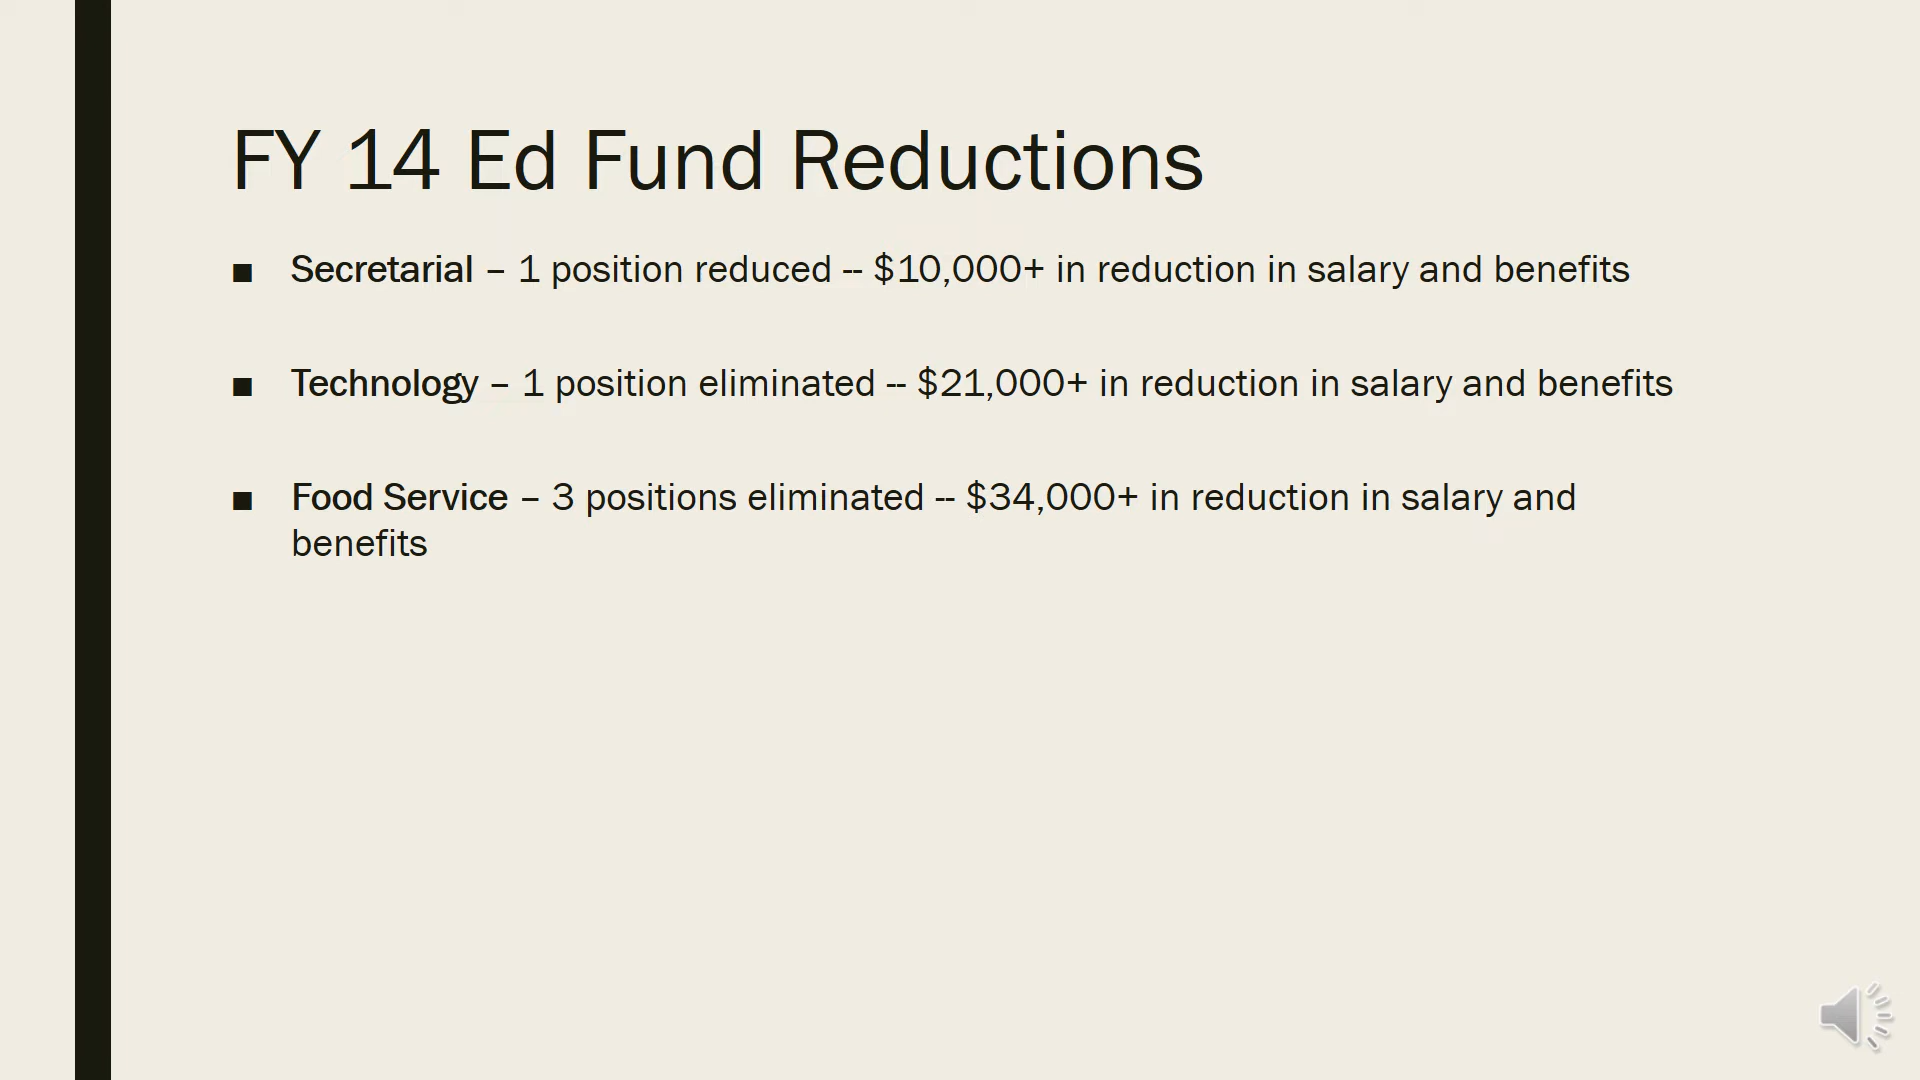 FY 14 Ed Fund Reductions
■ Secretarial – 1 position reduced -- $10,000+ in reduction in salary and benefits
■ Technology – 1 position eliminated -- $21,000+ in reduction in salary and benefits
■ Food Service – 3 positions eliminated -- $34,000+ in reduction in salary and
benefits